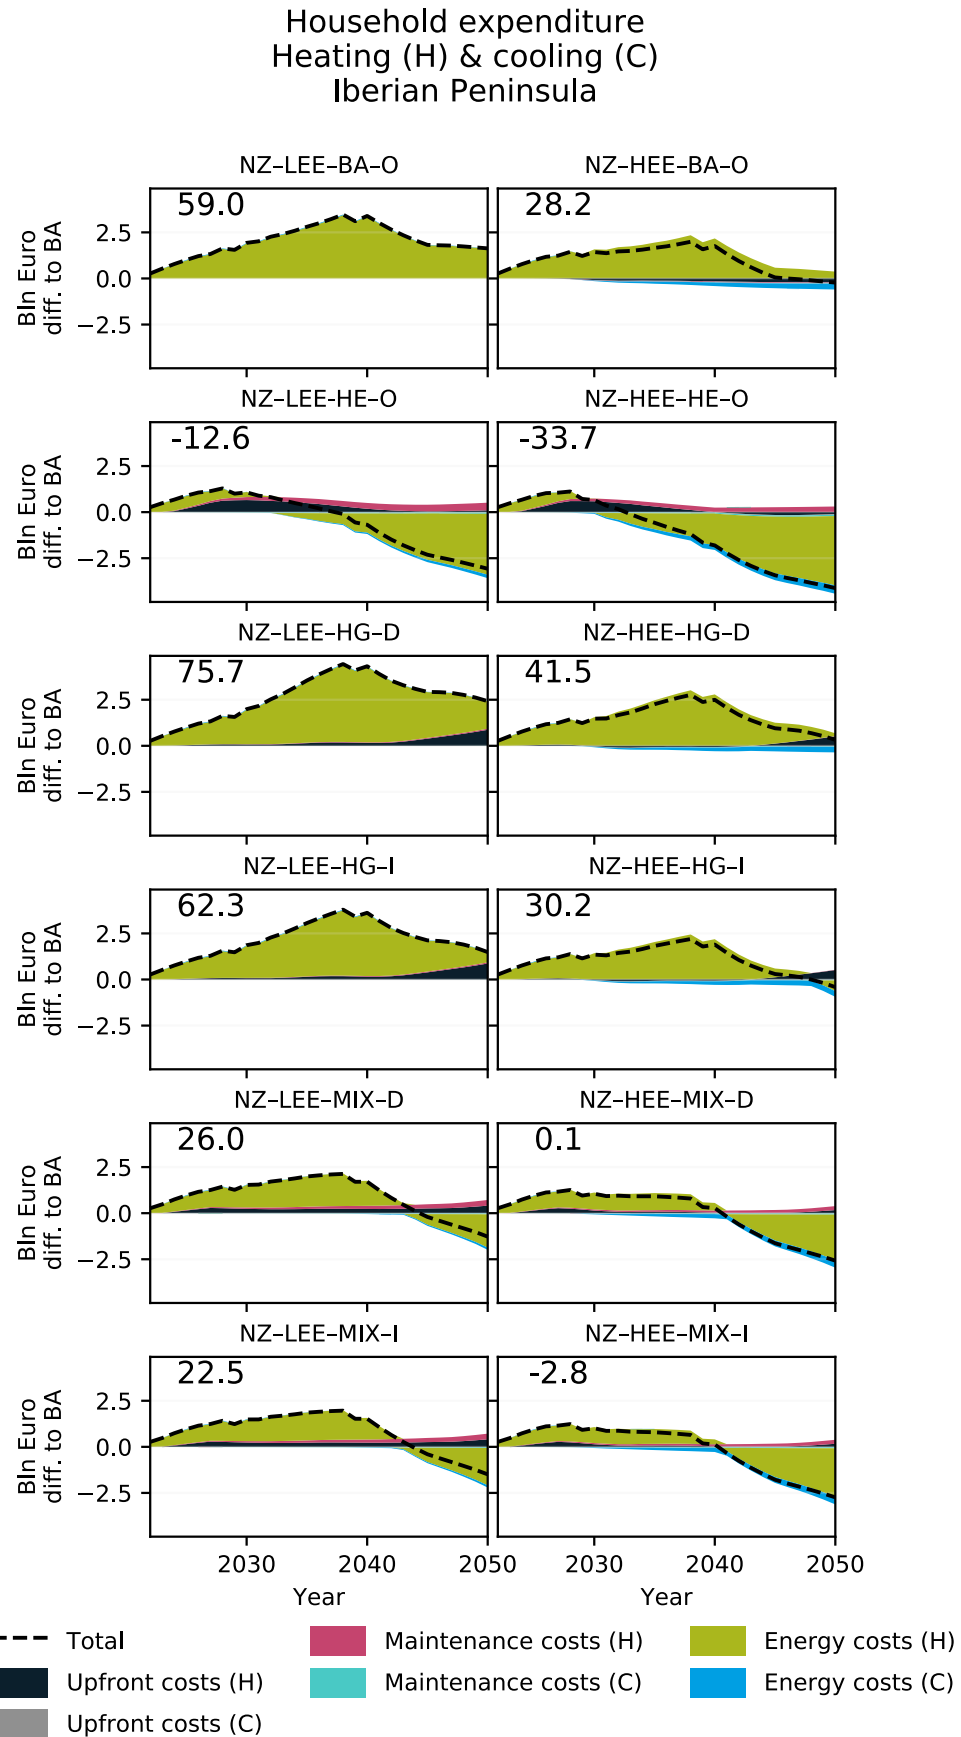 Household expenditure
Heating (H) & cooling (C)
Iberian Peninsula
NZ–LEE–BA–O
NZ–HEE–BA–O
59.0
28.2
Bln Euro
diff. to BA
2.5
0.0
−2.5
NZ–LEE-HE-O
NZ–HEE–HE–O
-12.6
-33.7
Bln Euro
diff. to BA
2.5
0.0
−2.5
NZ–LEE–HG–D
NZ–HEE–HG–D
75.7
41.5
Bln Euro
diff. to BA
2.5
0.0
−2.5
NZ–LEE–HG–I
NZ–HEE–HG–I
62.3
30.2
Bln Euro
diff. to BA
2.5
0.0
−2.5
NZ–LEE–MIX–D
NZ–HEE–MIX–D
26.0
0.1
Bln Euro
diff. to BA
2.5
0.0
−2.5
NZ–LEE–MIX–I
NZ–HEE–MIX–I
22.5
-2.8
Bln Euro
diff. to BA
2.5
0.0
−2.5
2030 2040 2050 2030 2040 2050
Year Year
Total Maintenance costs (H) Energy costs (H)
Upfront costs (H) Maintenance costs (C) Energy costs (C)
Upfront costs (C)